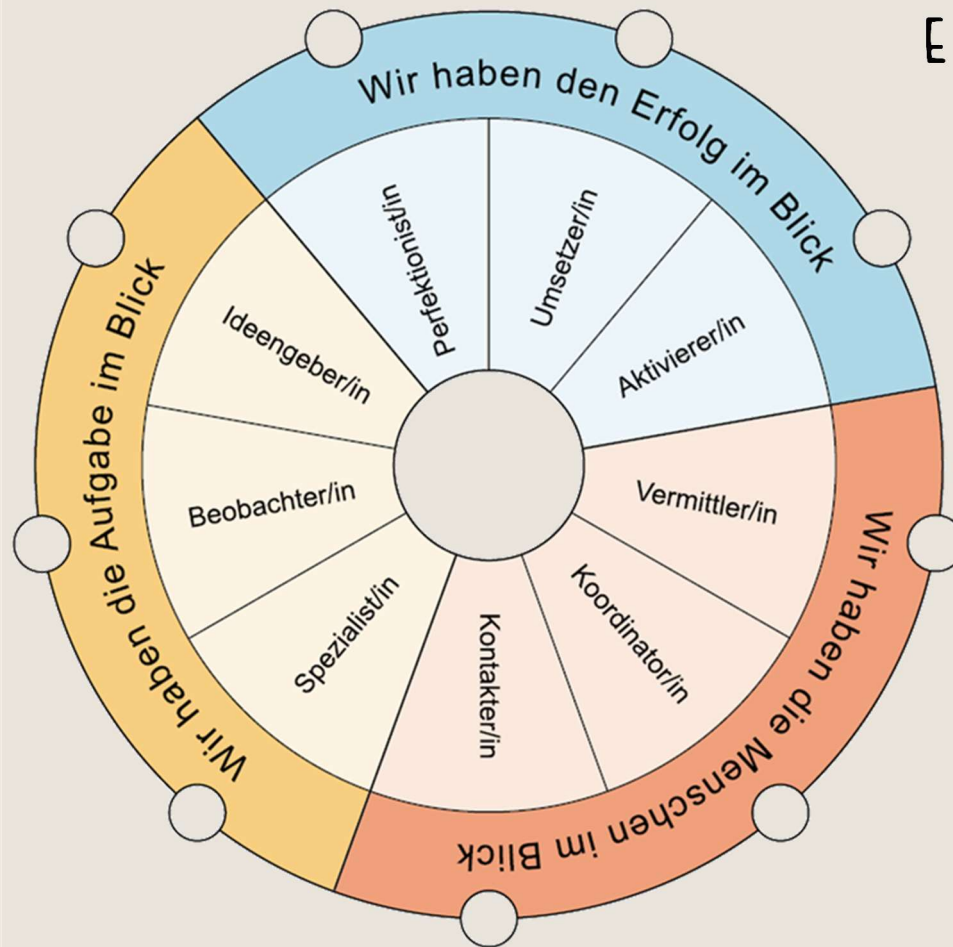 E
Wir haben den Erfolg im Blick
Perfektionist/in
Umsetzer/in
Aktivierer/in
Wir haben die Menschen im Blick
Vermittler/in
Koordinator/in
Kontakter/in
Wir haben die Aufgabe im Blick
Spezialist/in
Beobachter/in
Ideengeber/in